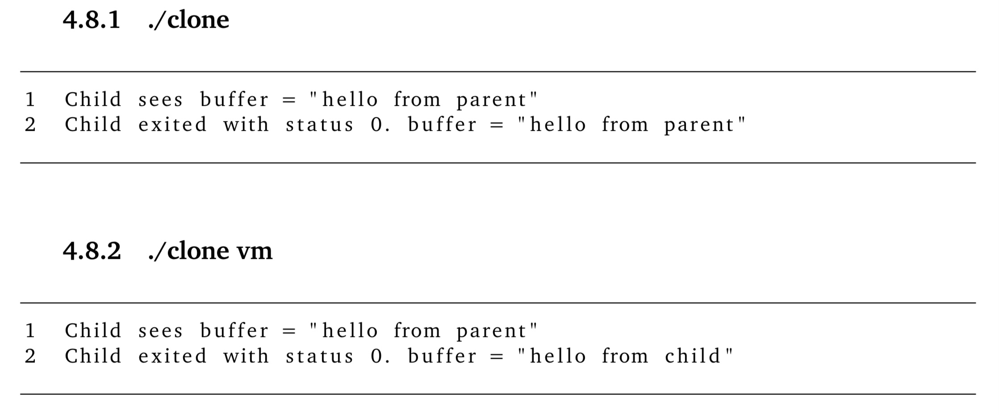 4.8.1 ./clone
1 Child sees buffer = "hello from parent"
2 Child exited with status 0. buffer = "hello from parent"
4.8.2 ./clone vm
1 Child sees buffer = "hello from parent"
2 Child exited with status 0. buffer = "hello from child"